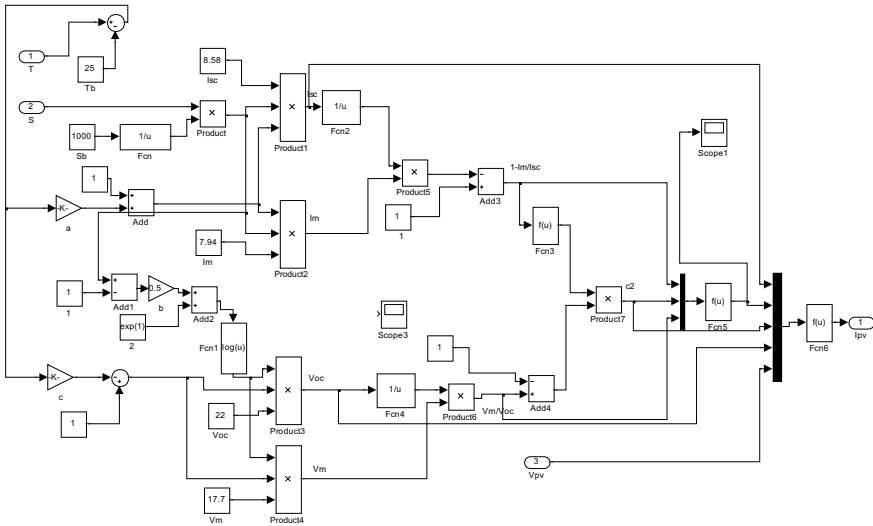 1
T
25
Tb
2
S
1000
Sb
1/u
Fcn
×
Product
8.58
Isc
×
Product1
Isc
1/u
Fcn2
×
Product5
1
-K-
a
+
+
Add
7.94
Im
×
Product2
Im
1
1
-
+
Add3
1-Im/Isc
f(u)
Fcn3
Scope1
1
1
+
-
Add1
0.5
b
exp(1)
2
+
+
Add2
Fcn1
log(u)
Scope3
×
Product7
c2
f(u)
Fcn5
f(u)
Fcn6
1
Ipv
-K-
c
1
22
Voc
×
Product3
Voc
1/u
Fcn4
×
Product6
Vm/Voc
1
-
+
Add4
17.7
Vm
×
Product4
Vm
3
Vpv